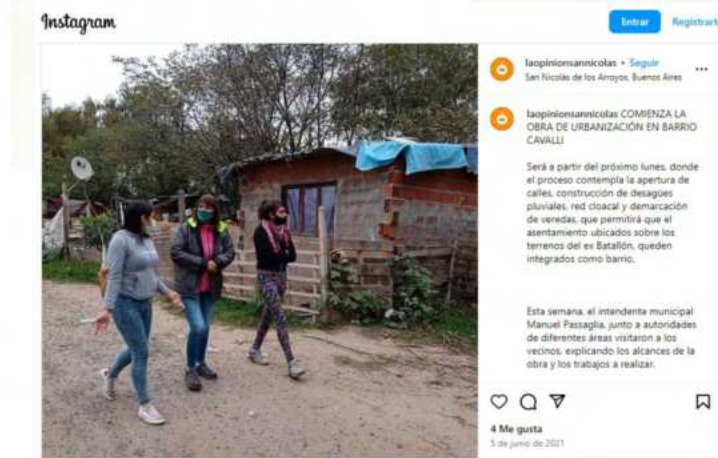 Instagram
Entrar
Registrart
laopinionsannicolas • Seguir
San Nicolás de los Arroyos, Buenos Aires
laopinionsannicolas COMIENZA LA
OBRA DE URBANIZACIÓN EN BARRIO
CAVALLI
Será a partir del próximo lunes, donde
el proceso contempla la apertura de
calles, construcción de desagües
pluviales, red cloacal y demarcación
de veredas, que permitirá que el
asentamiento ubicados sobre los
terrenos del ex Batallón, queden
integrados como barrio.
Esta semana, el intendente municipal
Manuel Passaglia, junto a autoridades
de diferentes áreas visitaron a los
vecinos, explicando los alcances de la
obra y los trabajos a realizar.
4 Me gusta
5 de junio de 2021